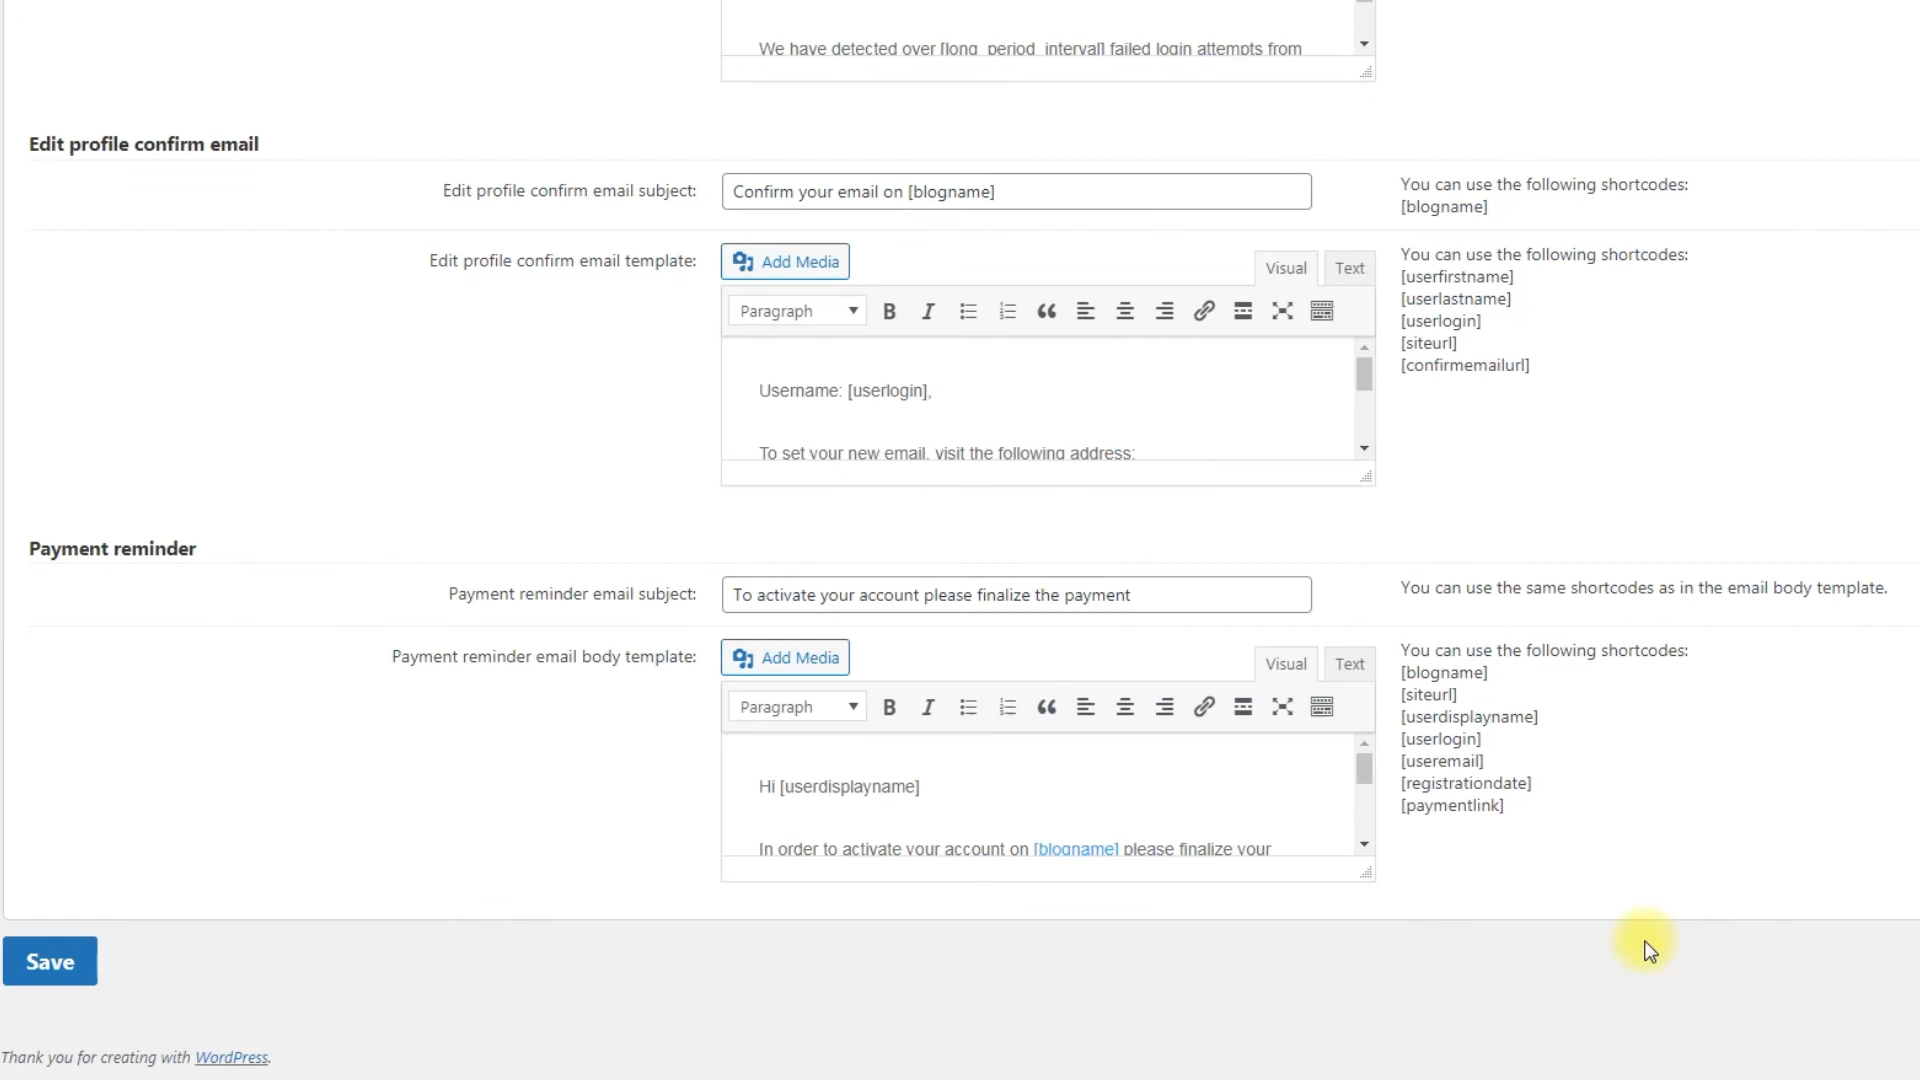 We have detected over [long_period_interval] failed login attempts from
Edit profile confirm email
Edit profile confirm email subject:
Confirm your email on [blogname]
You can use the following shortcodes:
[blogname]
Edit profile confirm email template:
Add Media
Visual
Text
You can use the following shortcodes:
[userfirstname]
[userlastname]
[userlogin]
[siteurl]
[confirmemailurl]
Paragraph
Username: [userlogin],
To set your new email, visit the following address:
Payment reminder
Payment reminder email subject:
To activate your account please finalize the payment
You can use the same shortcodes as in the email body template.
Payment reminder email body template:
Add Media
Visual
Text
You can use the following shortcodes:
[blogname]
[siteurl]
[userdisplayname]
[userlogin]
[useremail]
[registrationdate]
[paymentlink]
Paragraph
Hi [userdisplayname]
In order to activate your account on [blogname] please finalize your
Save
Thank you for creating with WordPress.